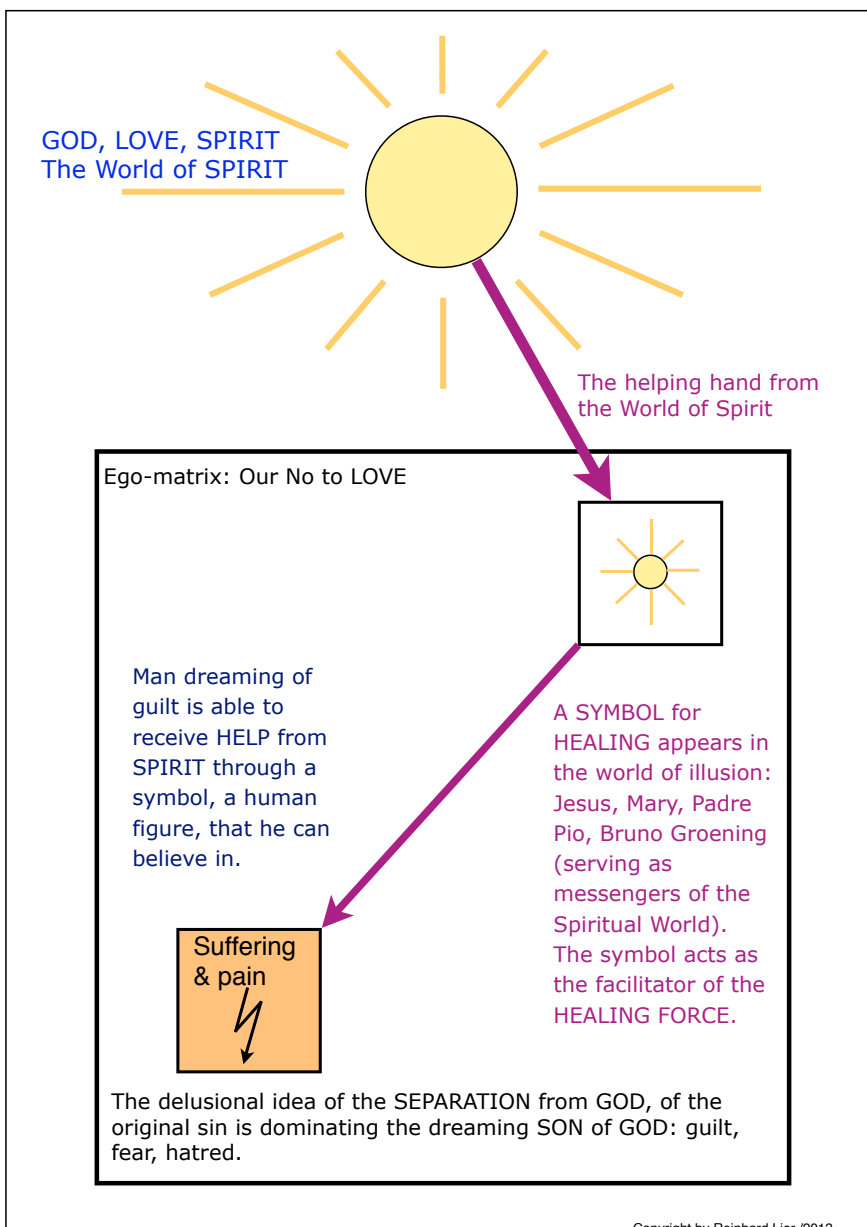 GOD, LOVE, SPIRIT
The World of SPIRIT
The helping hand from
the World of Spirit
Ego-matrix: Our No to LOVE
Man dreaming of
guilt is able to
receive HELP from
SPIRIT through a
symbol, a human
figure, that he can
believe in.
A SYMBOL for
HEALING appears in
the world of illusion:
Jesus, Mary, Padre
Pio, Bruno Groening
(serving as
messengers of the
Spiritual World).
The symbol acts as
the facilitator of the
HEALING FORCE.
Suffering
& pain
The delusional idea of the SEPARATION from GOD, of the
original sin is dominating the dreaming SON of GOD: guilt,
fear, hatred.
Copyright by Reinhard Lier